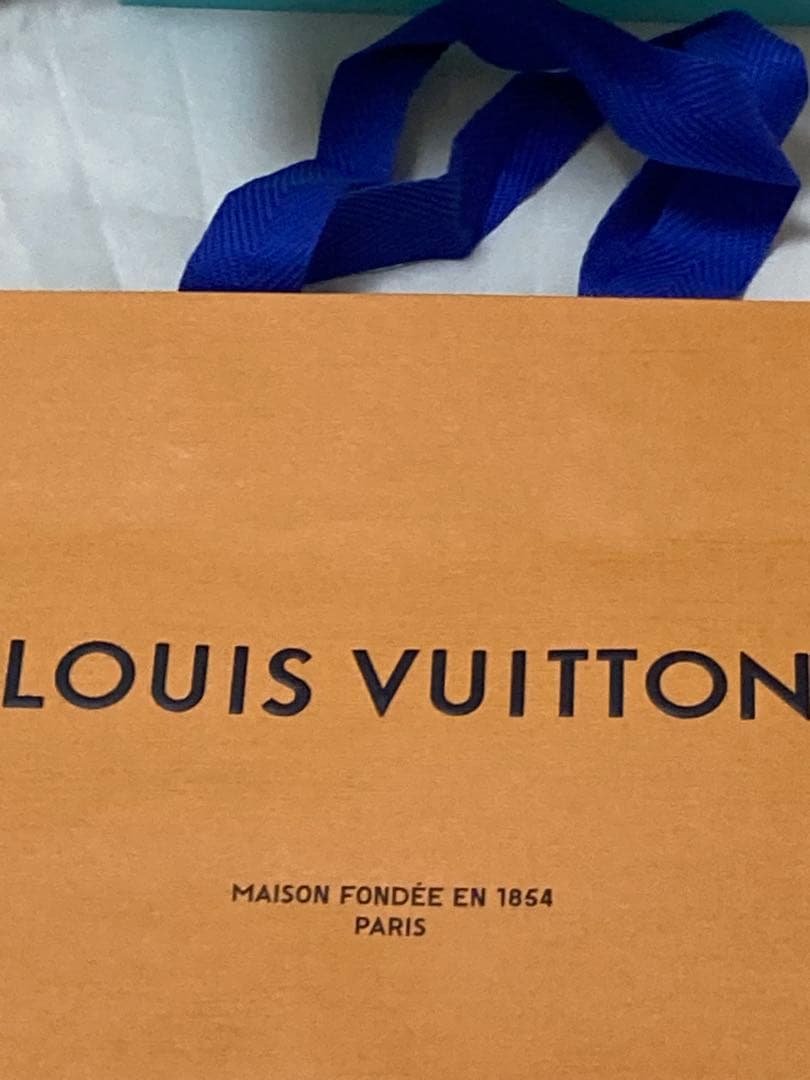 LOUIS VUITTON
MAISON FONDÉE EN 1854
PARIS